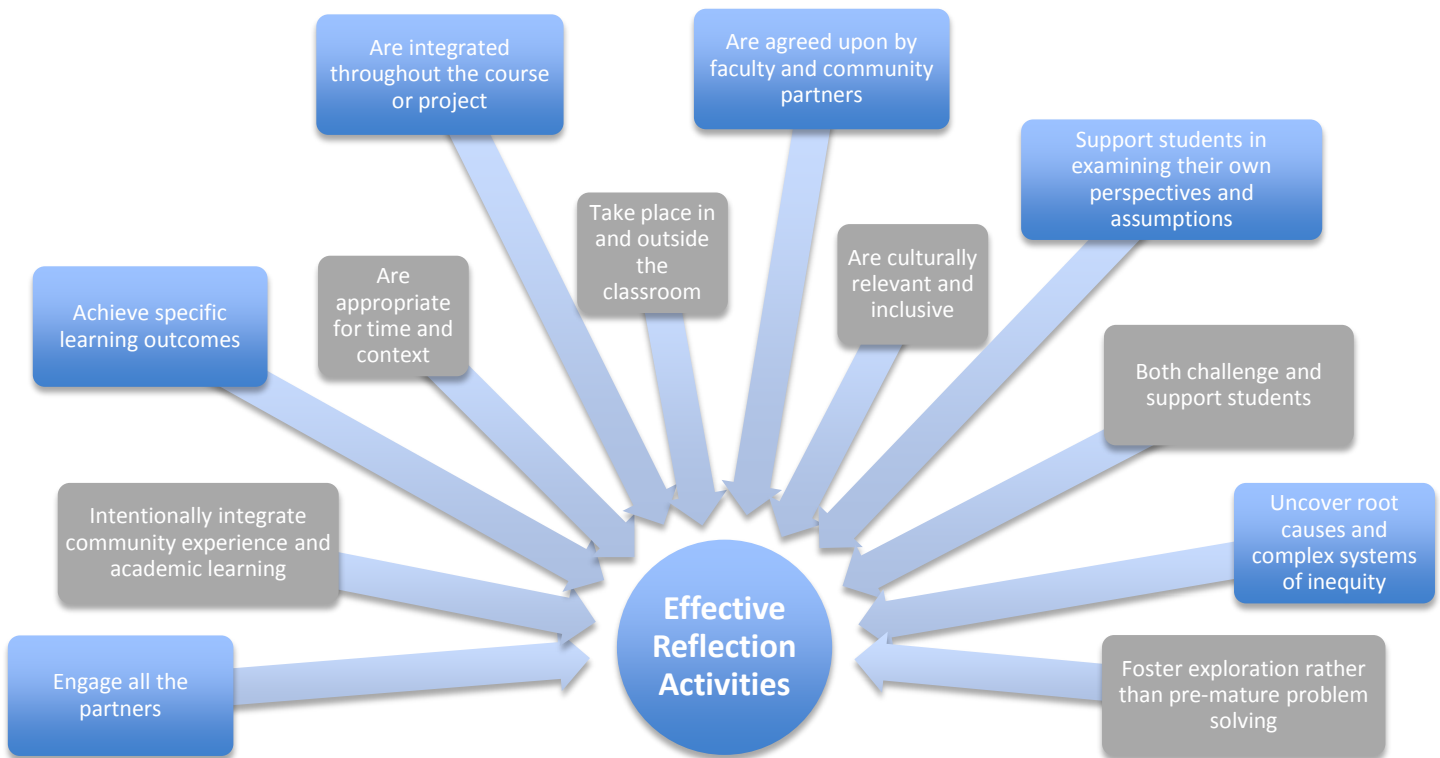 Are integrated
throughout the course
or project
Are agreed upon by
faculty and community
partners
Support students in
examining their own
perspectives and
assumptions
Take place in
and outside
the
classroom
Are culturally
relevant and
inclusive
Are
appropriate
for time and
context
Achieve specific
learning outcomes
Both challenge and
support students
Intentionally integrate
community experience and
academic learning
Uncover root
causes and
complex systems
of inequity
Effective
Reflection
Activities
Engage all the
partners
Foster exploration rather
than pre-mature problem
solving